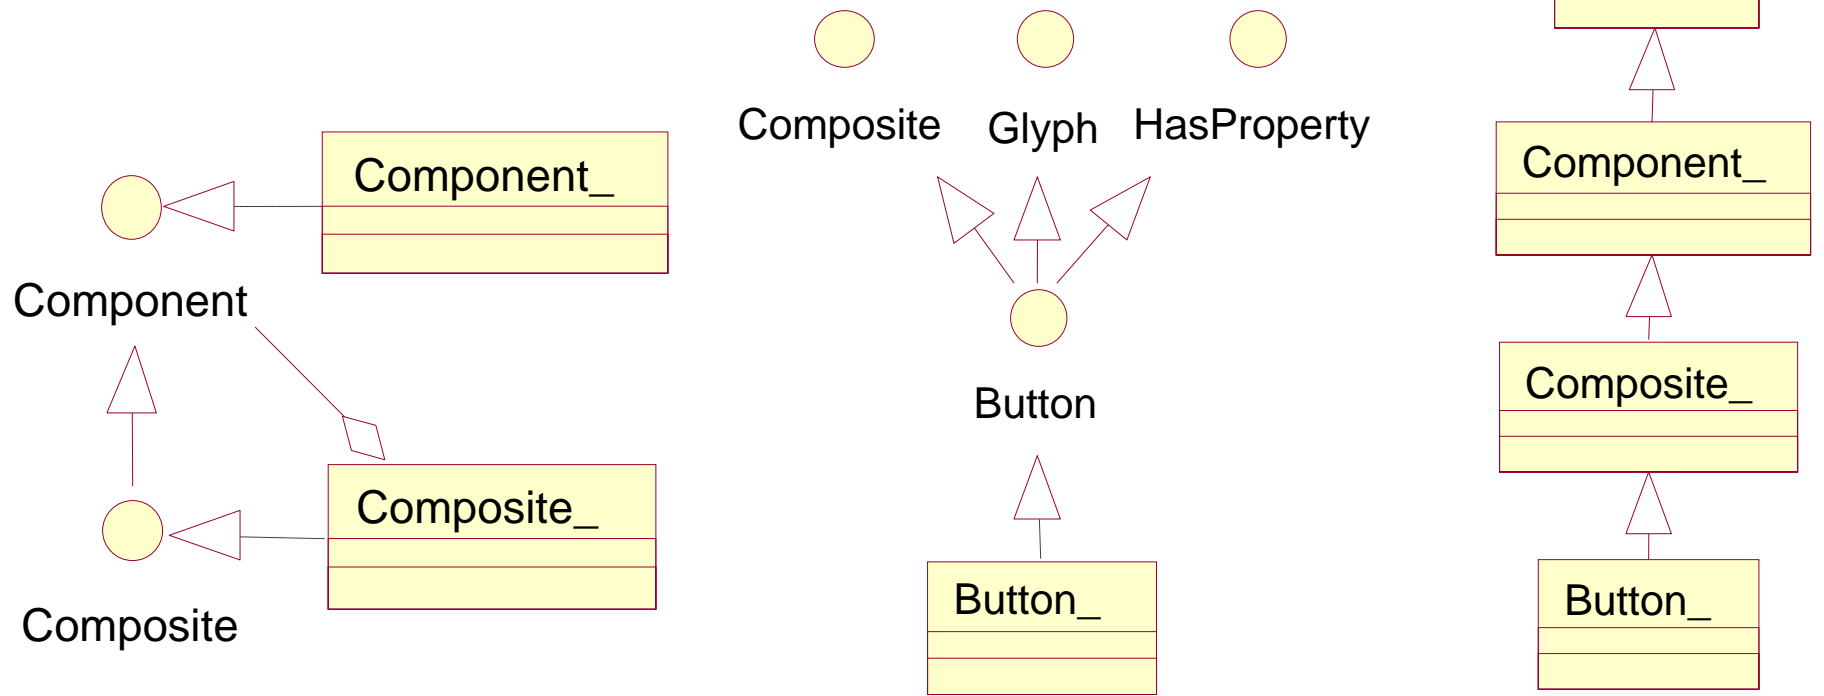 Component_
Component
Composite_
Composite
Composite
Glyph
HasProperty
Button
Button_
Component_
Composite_
Button_